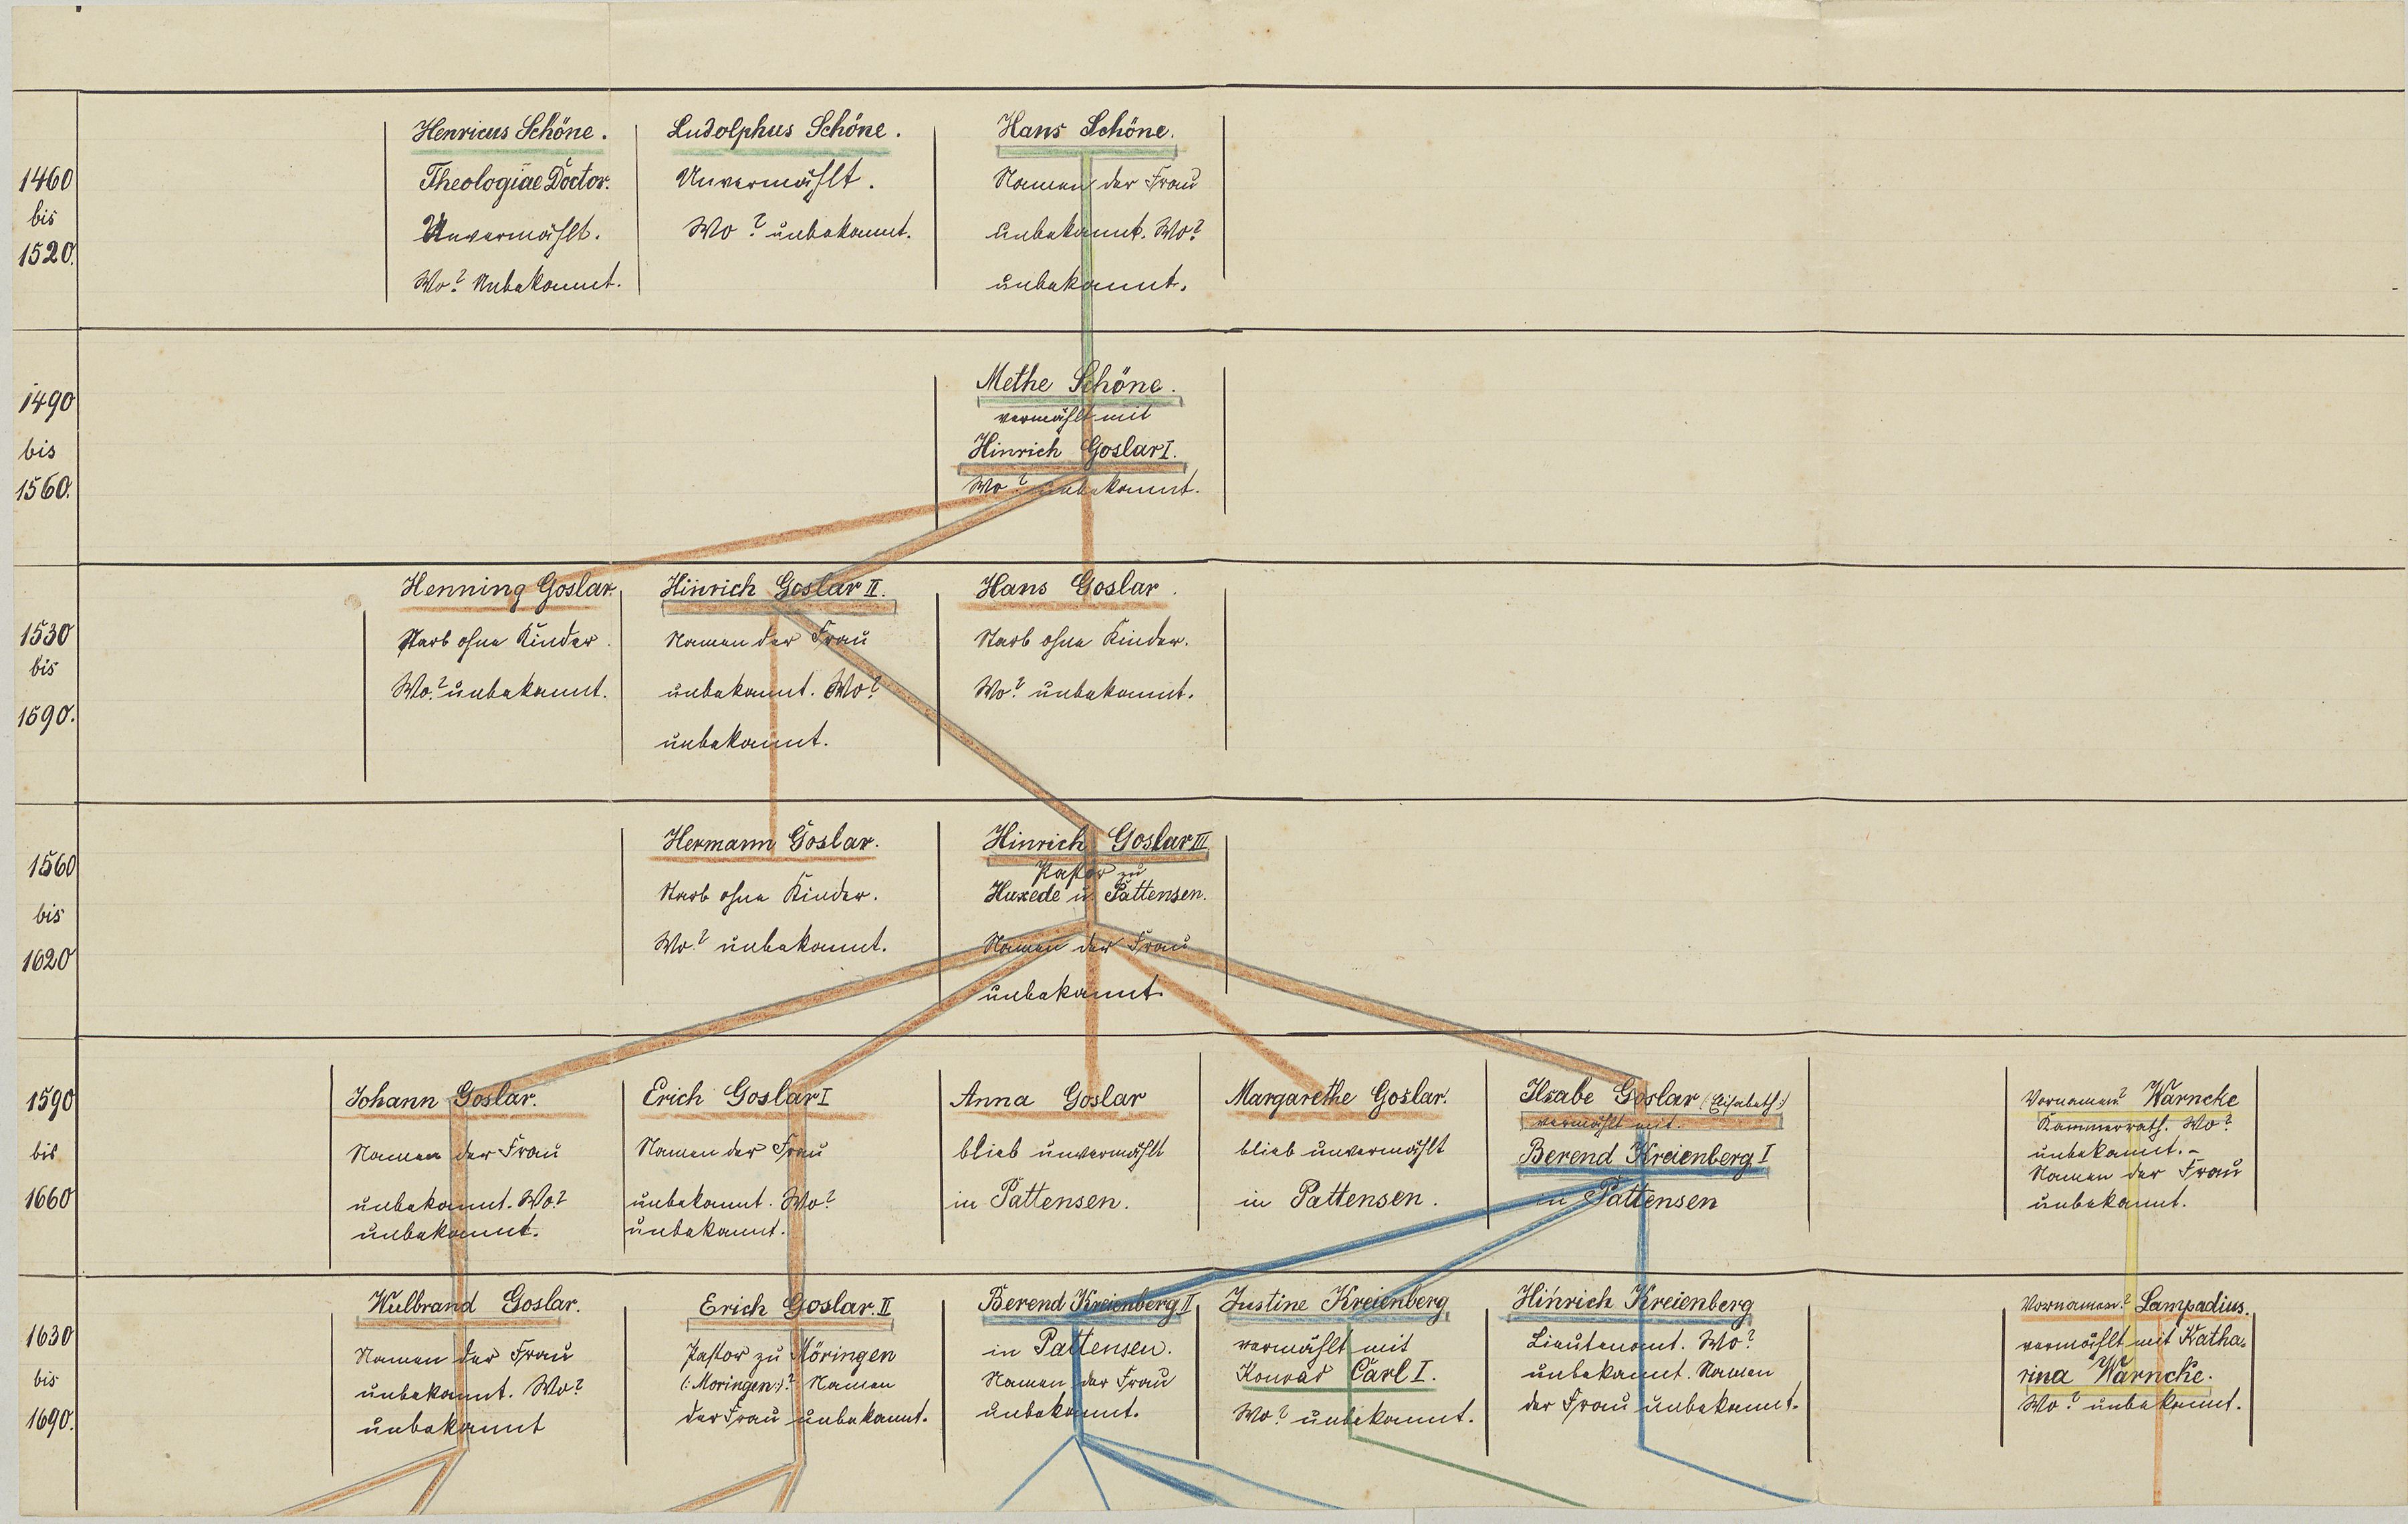 1460
bis
1520.
Henricus Schöne.
Theologiae Doctor.
Unvermählt.
Wo? Unbekannt.
Ludolphus Schöne.
Unvermählt.
Wo? unbekannt.
Hans Schöne.
Namen der Frau
unbekannt. Wo?
unbekannt.
1490
bis
1560.
Methe Schöne.
vermählt mit
Hinrich Goslar I.
Wo? unbekannt.
1530
bis
1590.
Henning Goslar.
Starb ohne Kinder.
Wo? unbekannt.
Hinrich Goslar II.
Namen der Frau
unbekannt. Wo?
unbekannt.
Hans Goslar.
Starb ohne Kinder.
Wo? unbekannt.
1560
bis
1620
Hermann Goslar.
Starb ohne Kinder.
Wo? unbekannt.
Hinrich Goslar III
Pastor zu
Huxede u. Pattensen.
Namen der Frau
unbekannt.
1590
bis
1660
Johann Goslar.
Namen der Frau
unbekannt. Wo?
unbekannt.
Erich Goslar I
Namen der Frau
unbekannt. Wo?
unbekannt.
Anna Goslar
blieb unvermählt
in Pattensen.
Margarethe Goslar.
blieb unvermählt
in Pattensen.
Ilsabe Goslar (Elisabeth:)
vermählt mit
Berend Kreienberg I
in Pattensen
Vornamen? Warncke
Kammerrath. Wo?
unbekannt.-
Namen der Frau
unbekannt.
1630
bis
1690.
Wulbrand Goslar.
Namen der Frau
unbekannt. Wo?
unbekannt
Erich Goslar. II
Pastor zu Möringen
(:Moringen:)? Namen
der Frau unbekannt.
Berend Kreienberg II
in Pattensen.
Namen der Frau
unbekannt.
Justine Kreienberg
vermählt mit
Konrad Carl I.
Wo? unbekannt.
Hinrich Kreienberg
Lieutenant. Wo?
unbekannt. Namen
der Frau unbekannt.
Vornamen? Lampadius.
vermählt mit Katha-
rina Warncke.
Wo? unbekannt.